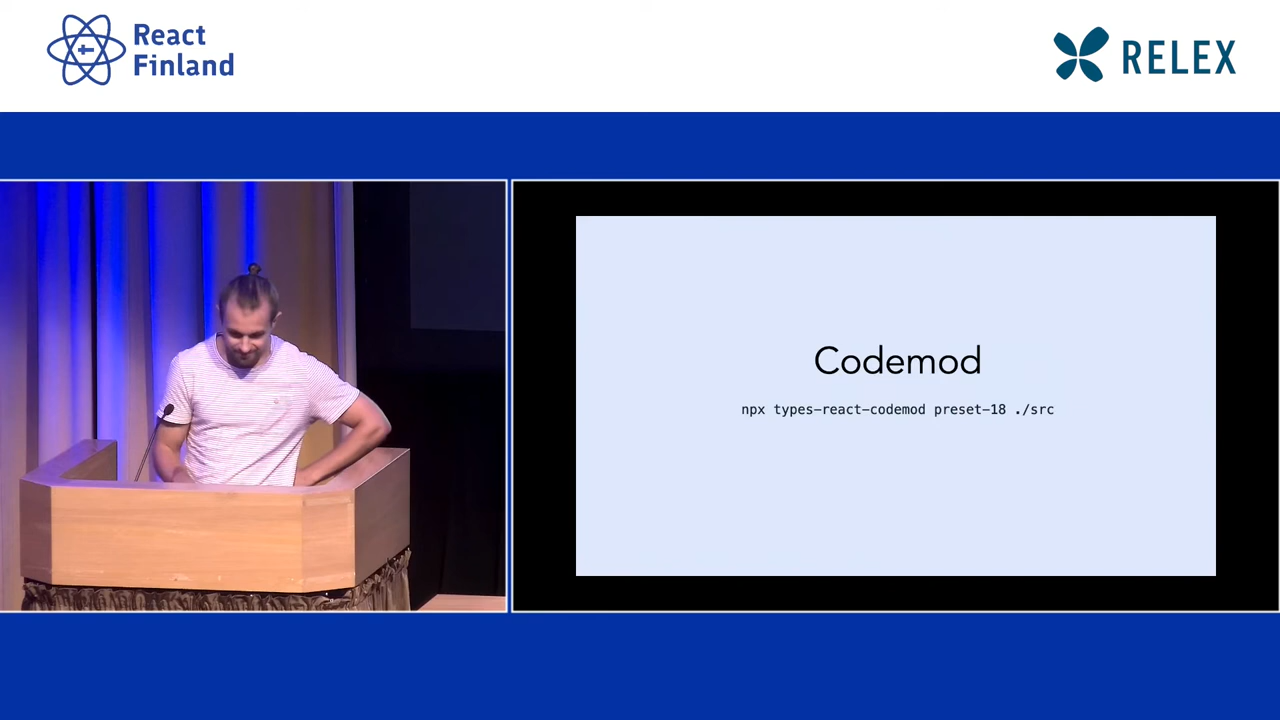 React
Finland
RELEX
Codemod
npx types-react-codemod preset-18 ./src